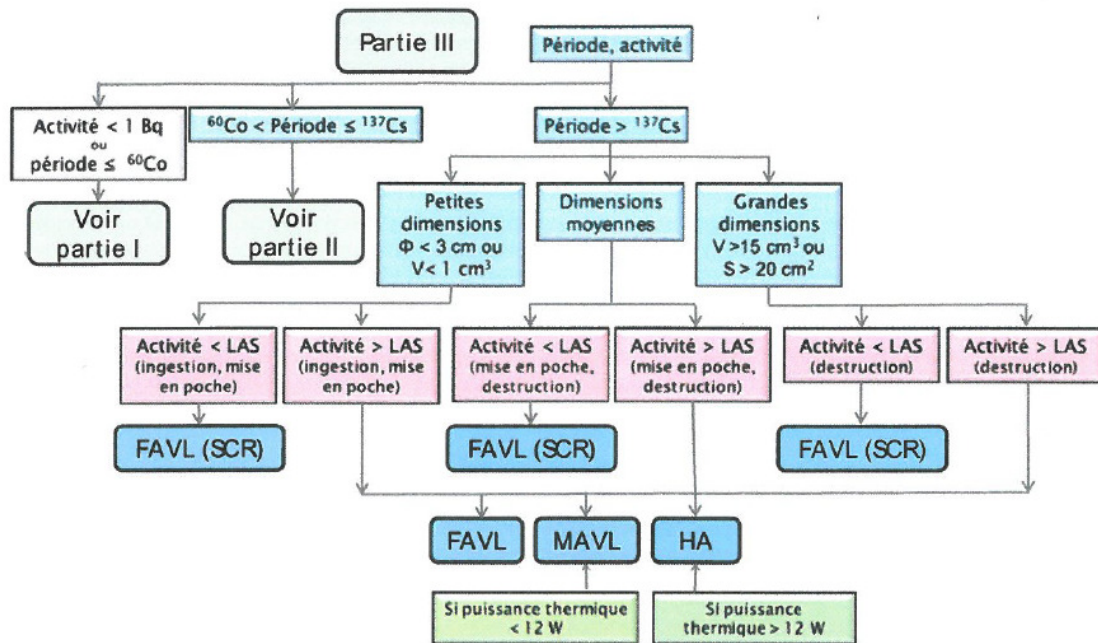 Partie III
Période, activité
Activité < 1 Bq
ou
période ≤ ⁶⁰Co
⁶⁰Co < Période ≤ ¹³⁷Cs
Période > ¹³⁷Cs
Voir
partie I
Voir
partie II
Petites
dimensions
Φ < 3 cm ou
V< 1 cm³
Dimensions
moyennes
Grandes
dimensions
V >15 cm³ ou
S > 20 cm²
Activité < LAS
(ingestion, mise
en poche)
Activité > LAS
(ingestion, mise
en poche)
Activité < LAS
(mise en poche,
destruction)
Activité > LAS
(mise en poche,
destruction)
Activité < LAS
(destruction)
Activité > LAS
(destruction)
FAVL (SCR)
FAVL (SCR)
FAVL (SCR)
FAVL
MAVL
HA
Si puissance thermique
< 12 W
Si puissance
thermique > 12 W